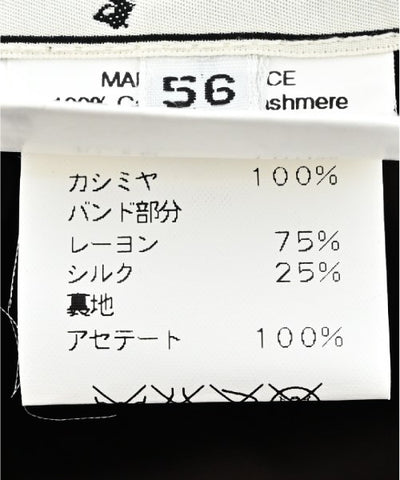 56
CE
カシミヤ 100%
バンド部分
レーヨン 75%
シルク 25%
裏地
アセテート 100%